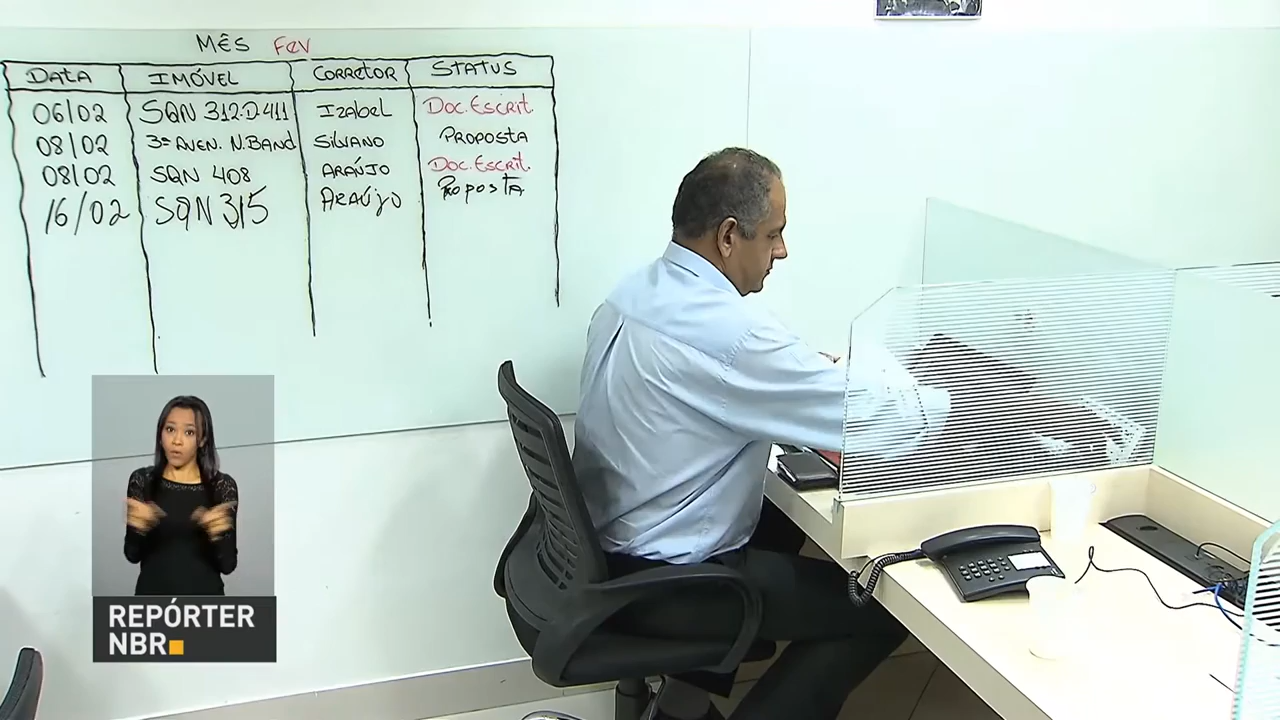 MÊS Fev
DATA IMÓVEL CORRETOR STATUS
06/02 SQN 312-D-411 IZABEL DOC. ESCRIT.
08/02 3ª AVEN. N. BAND SILVANO PROPOSTA
08/02 SQN 408 ARAÚJO DOC. ESCRIT.
16/02 SQN 315 ARAÚJO PROPOSTA
REPÓRTER
NBR